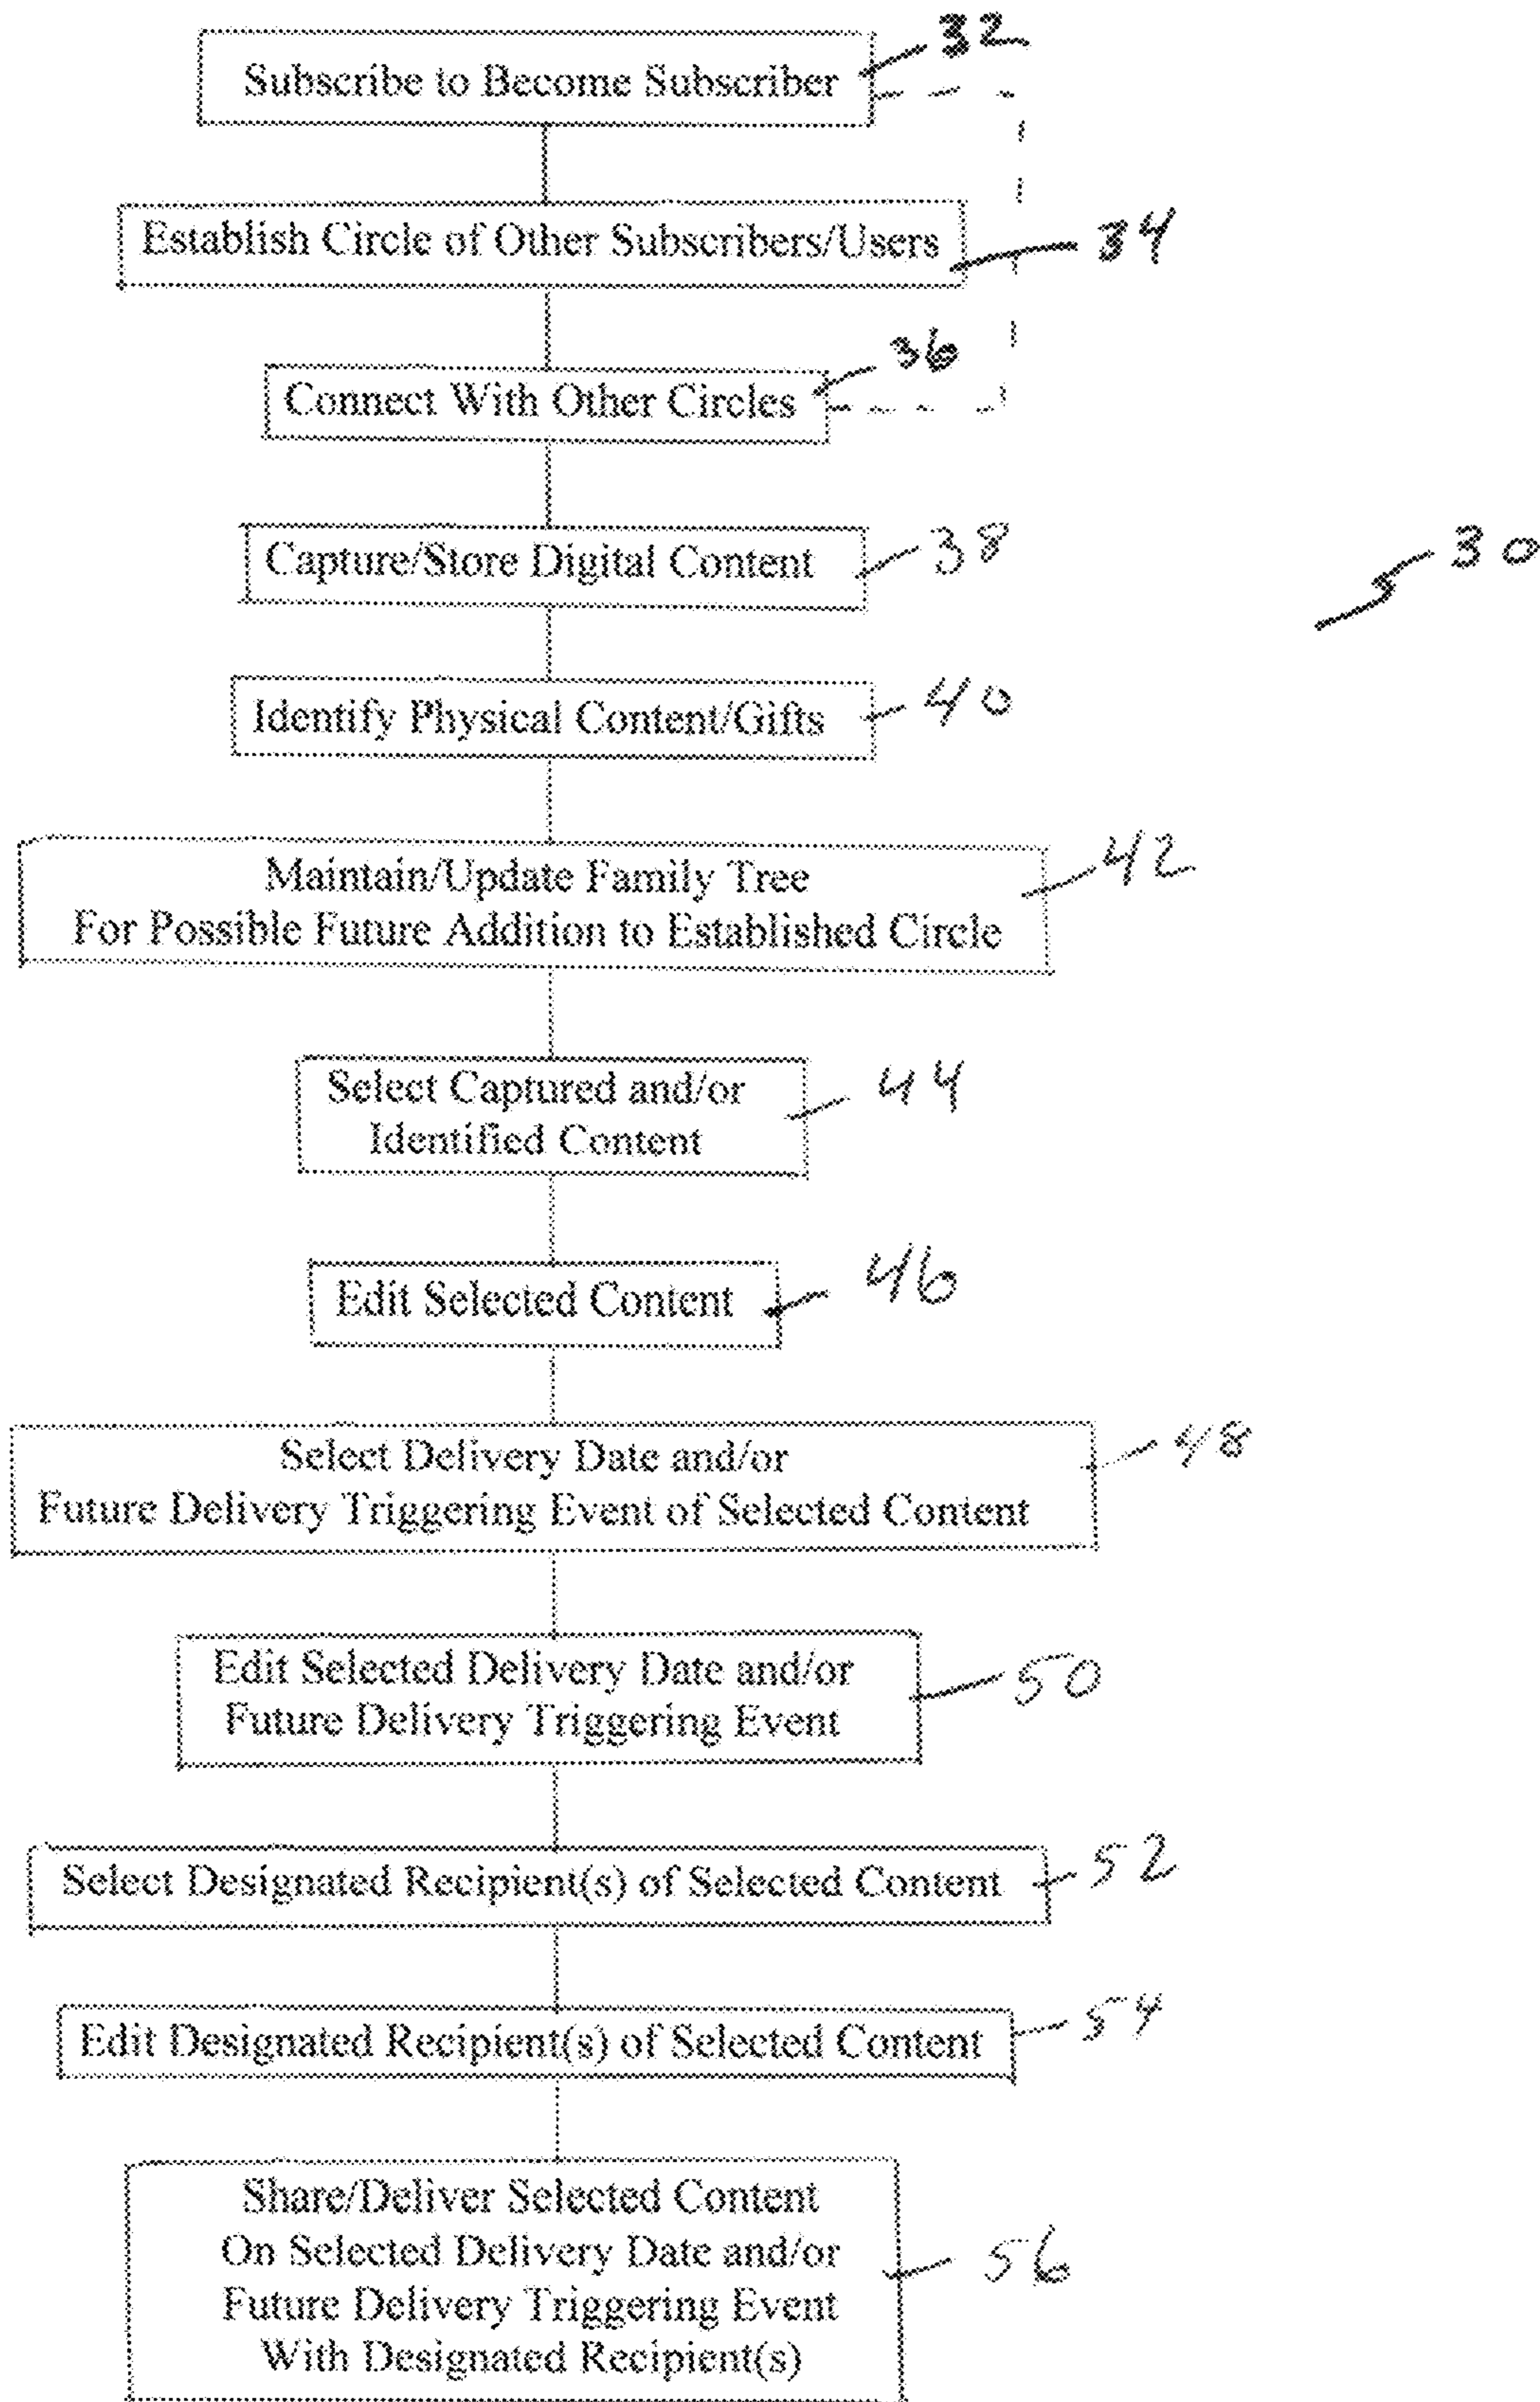 Subscribe to Become Subscriber
32
Establish Circle of Other Subscribers/Users
34
Connect With Other Circles
36
Capture/Store Digital Content
38
30
Identify Physical Content/Gifts
40
Maintain/Update Family Tree
For Possible Future Addition to Established Circle
42
Select Captured and/or
Identified Content
44
Edit Selected Content
46
Select Delivery Date and/or
Future Delivery Triggering Event of Selected Content
48
Edit Selected Delivery Date and/or
Future Delivery Triggering Event
50
Select Designated Recipient(s) of Selected Content
52
Edit Designated Recipient(s) of Selected Content
54
Share/Deliver Selected Content
On Selected Delivery Date and/or
Future Delivery Triggering Event
With Designated Recipient(s)
56